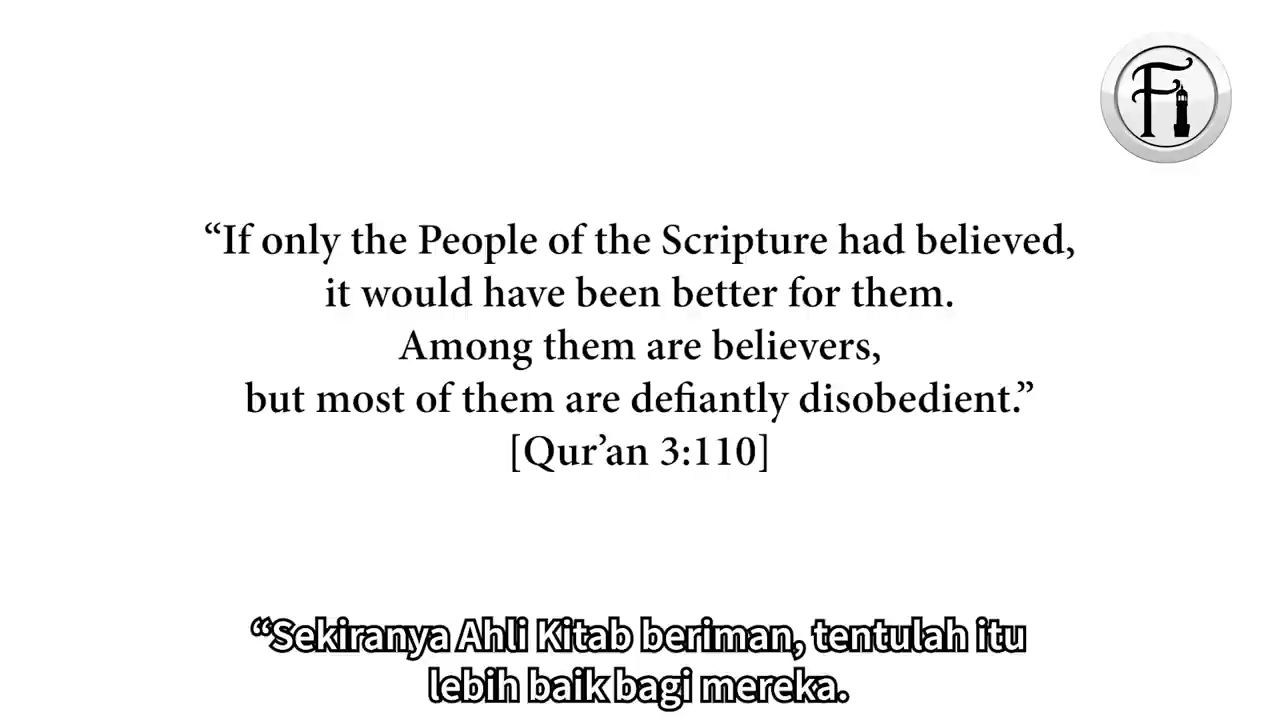 Fi
“If only the People of the Scripture had believed,
it would have been better for them.
Among them are believers,
but most of them are defiantly disobedient.”
[Qur’an 3:110]
“Sekiranya Ahli Kitab beriman, tentulah itu
lebih baik bagi mereka.